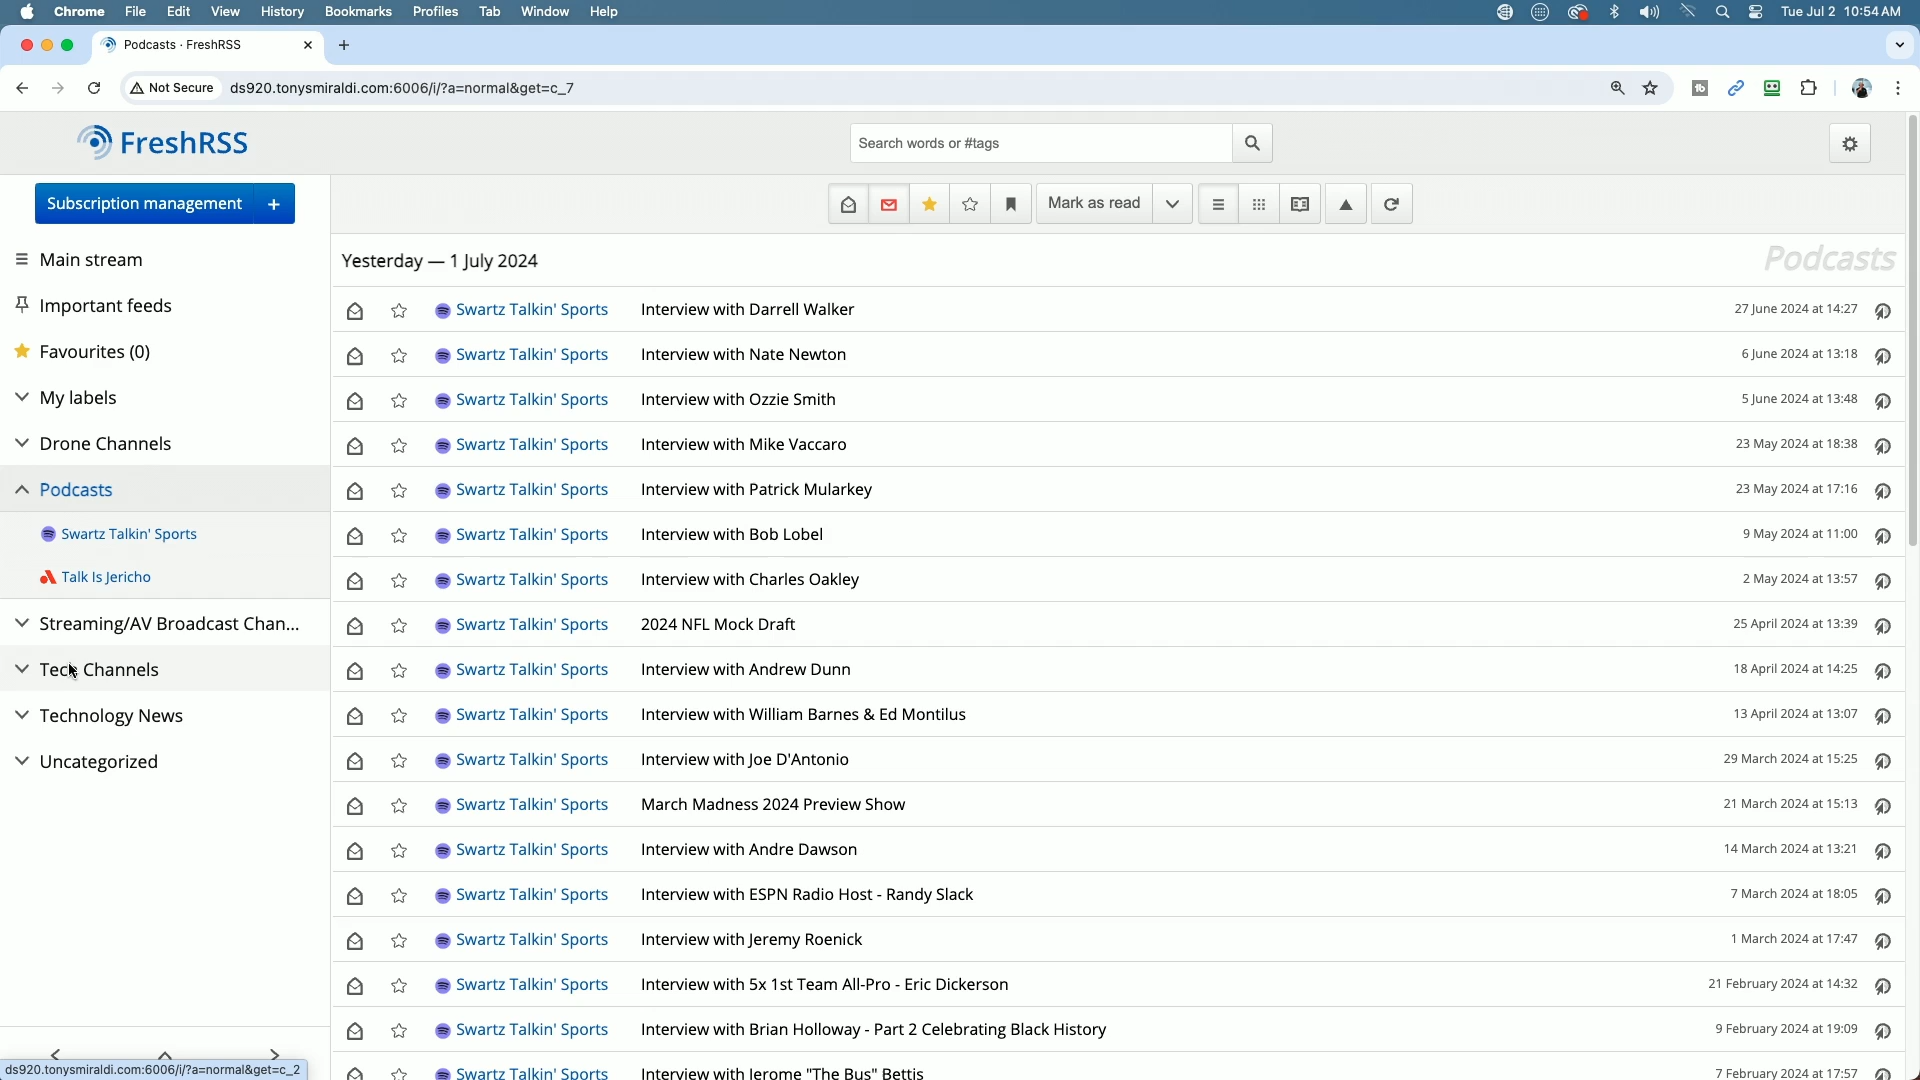 Chrome File Edit View History Bookmarks Profiles Tab Window Help Tue Jul 2 10:54 AM
Podcasts · FreshRSS
Not Secure ds920.tonysmiraldi.com:6006/i/?a=normal&get=c_7
FreshRSS
Search words or #tags
Subscription management +
Mark as read
Main stream
Important feeds
Favourites (0)
My labels
Drone Channels
Podcasts
Swartz Talkin' Sports
Talk Is Jericho
Streaming/AV Broadcast Chan...
Tech Channels
Technology News
Uncategorized
Yesterday — 1 July 2024
Podcasts
Swartz Talkin' Sports Interview with Darrell Walker 27 June 2024 at 14:27
Swartz Talkin' Sports Interview with Nate Newton 6 June 2024 at 13:18
Swartz Talkin' Sports Interview with Ozzie Smith 5 June 2024 at 13:48
Swartz Talkin' Sports Interview with Mike Vaccaro 23 May 2024 at 18:38
Swartz Talkin' Sports Interview with Patrick Mularkey 23 May 2024 at 17:16
Swartz Talkin' Sports Interview with Bob Lobel 9 May 2024 at 11:00
Swartz Talkin' Sports Interview with Charles Oakley 2 May 2024 at 13:57
Swartz Talkin' Sports 2024 NFL Mock Draft 25 April 2024 at 13:39
Swartz Talkin' Sports Interview with Andrew Dunn 18 April 2024 at 14:25
Swartz Talkin' Sports Interview with William Barnes & Ed Montilus 13 April 2024 at 13:07
Swartz Talkin' Sports Interview with Joe D'Antonio 29 March 2024 at 15:25
Swartz Talkin' Sports March Madness 2024 Preview Show 21 March 2024 at 15:13
Swartz Talkin' Sports Interview with Andre Dawson 14 March 2024 at 13:21
Swartz Talkin' Sports Interview with ESPN Radio Host - Randy Slack 7 March 2024 at 18:05
Swartz Talkin' Sports Interview with Jeremy Roenick 1 March 2024 at 17:47
Swartz Talkin' Sports Interview with 5x 1st Team All-Pro - Eric Dickerson 21 February 2024 at 14:32
Swartz Talkin' Sports Interview with Brian Holloway - Part 2 Celebrating Black History 9 February 2024 at 19:09
Swartz Talkin' Sports Interview with Jerome "The Bus" Bettis 7 February 2024 at 17:57
ds920.tonysmiraldi.com:6006/i/?a=normal&get=c_2